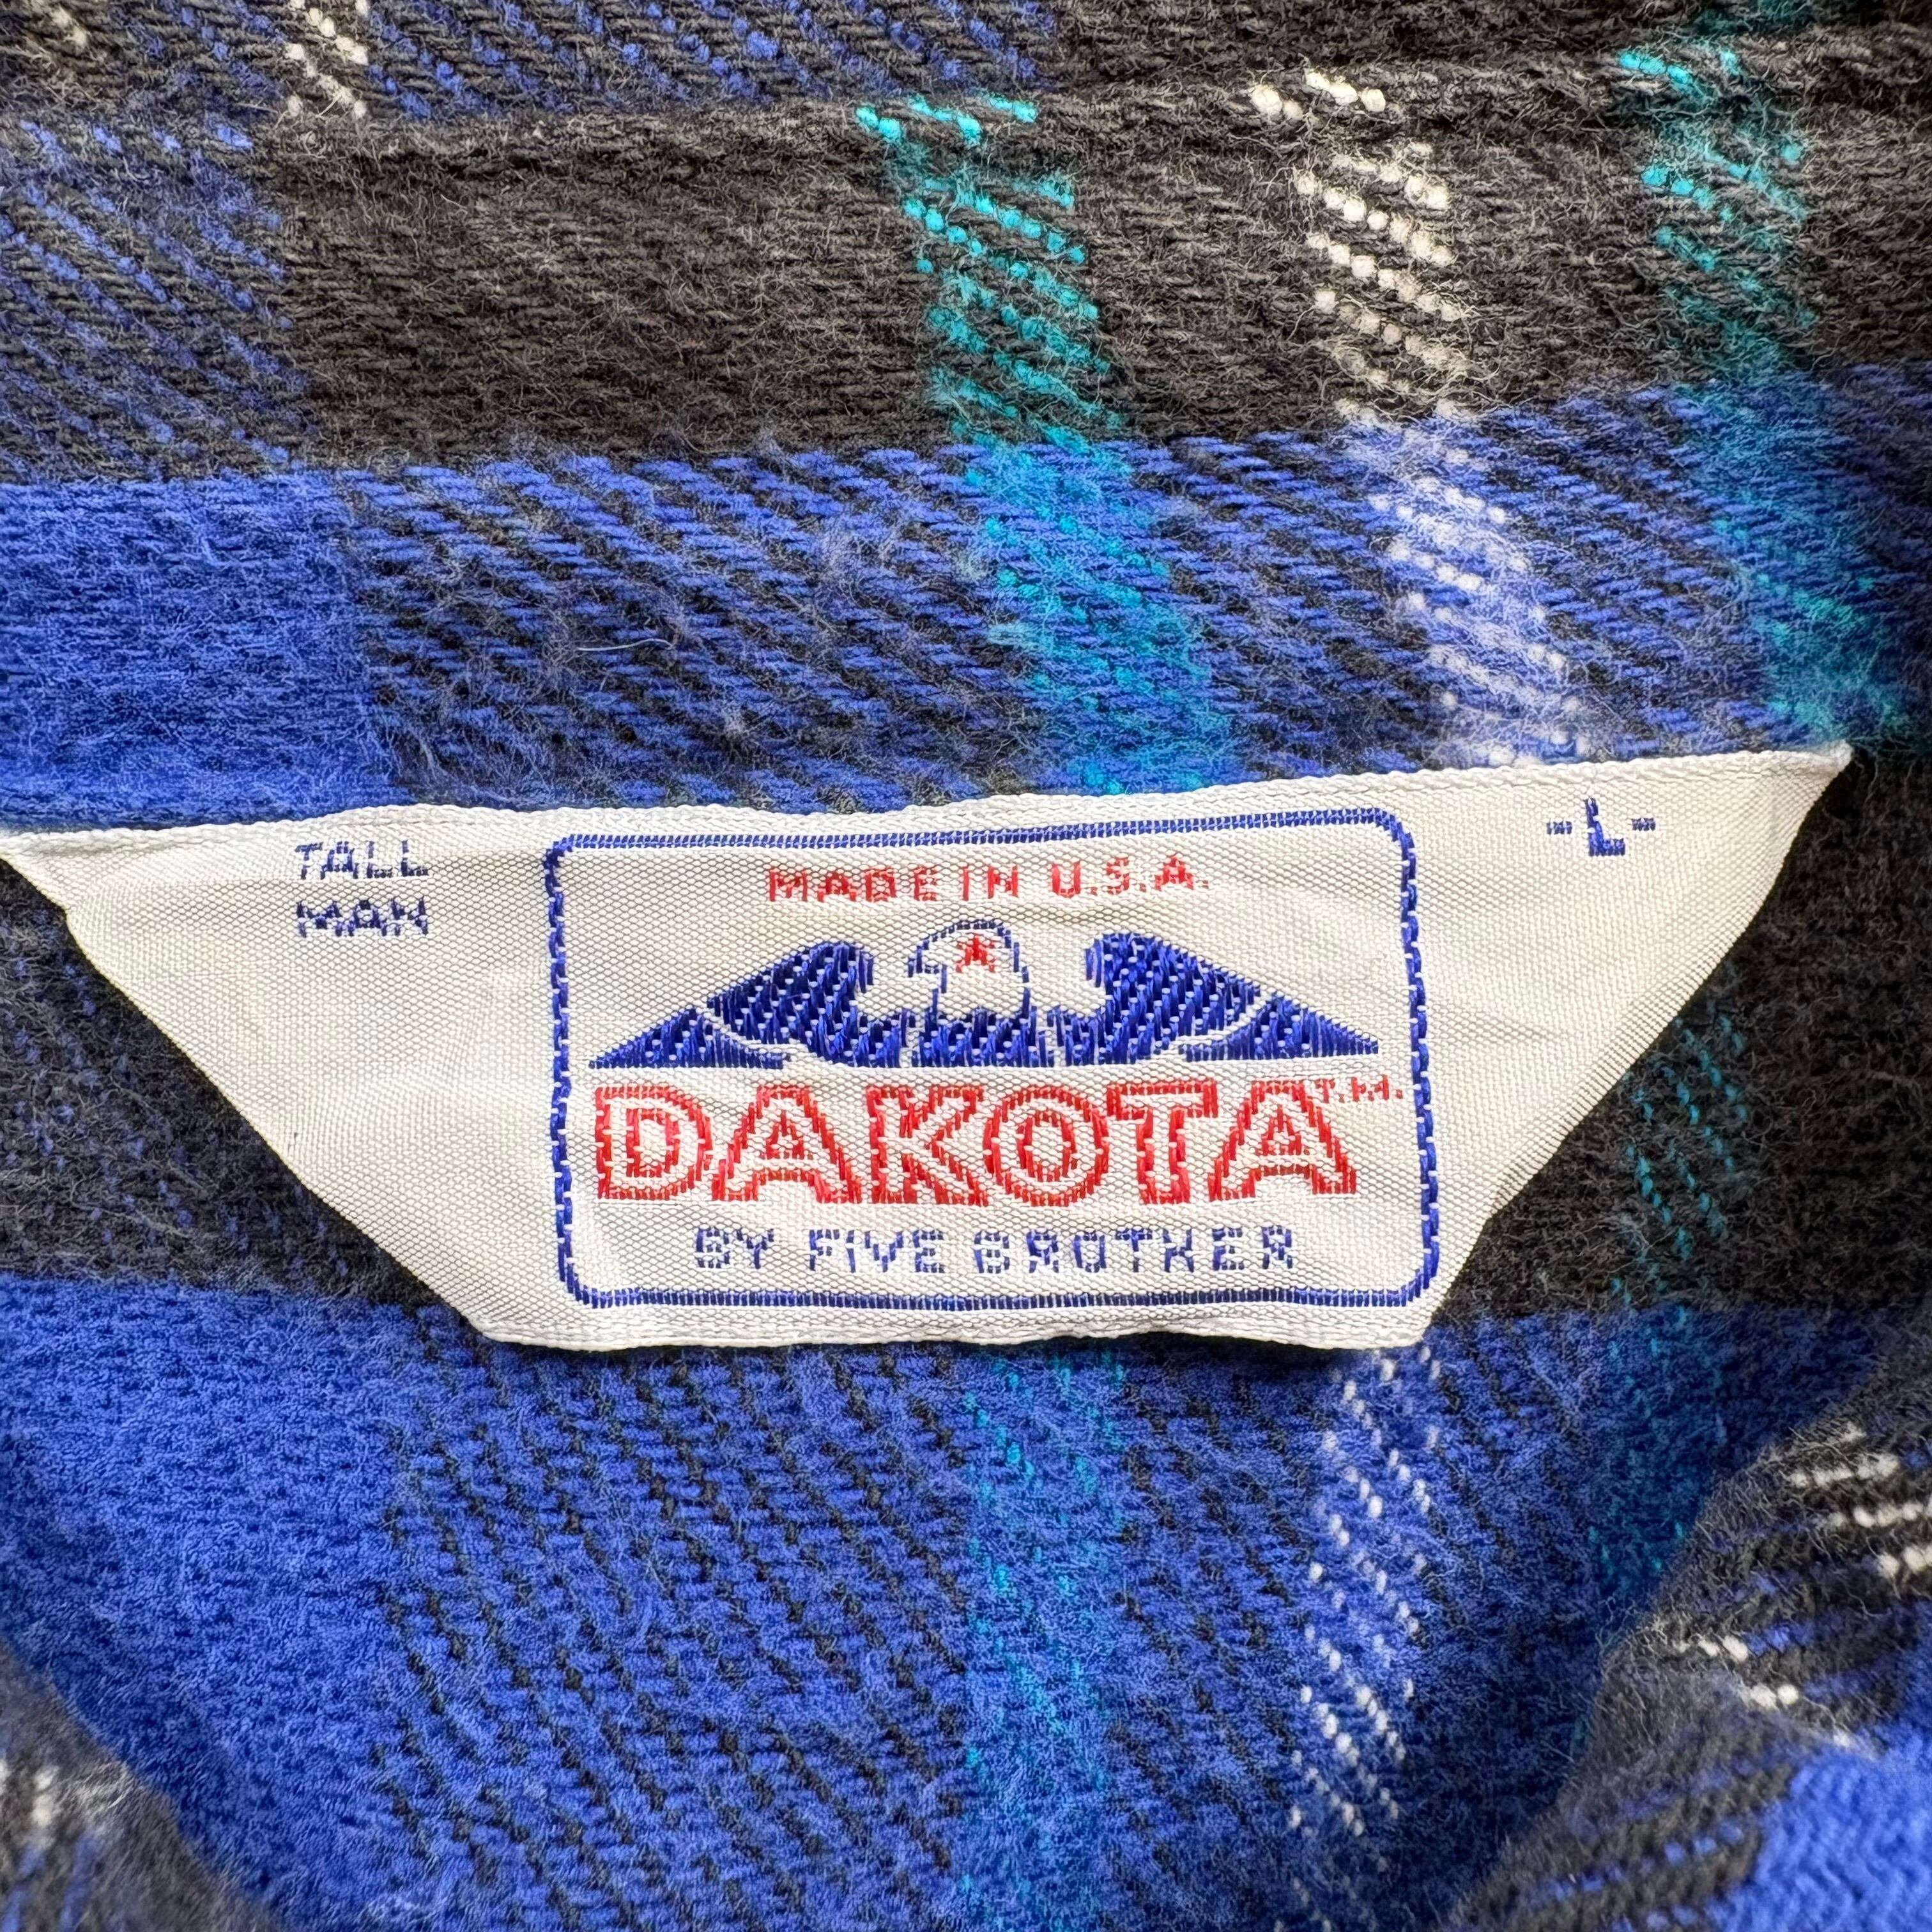 TALL
MAN
MADE IN U.S.A.
DAKOTA T.M.
BY FIVE BROTHER
-L-